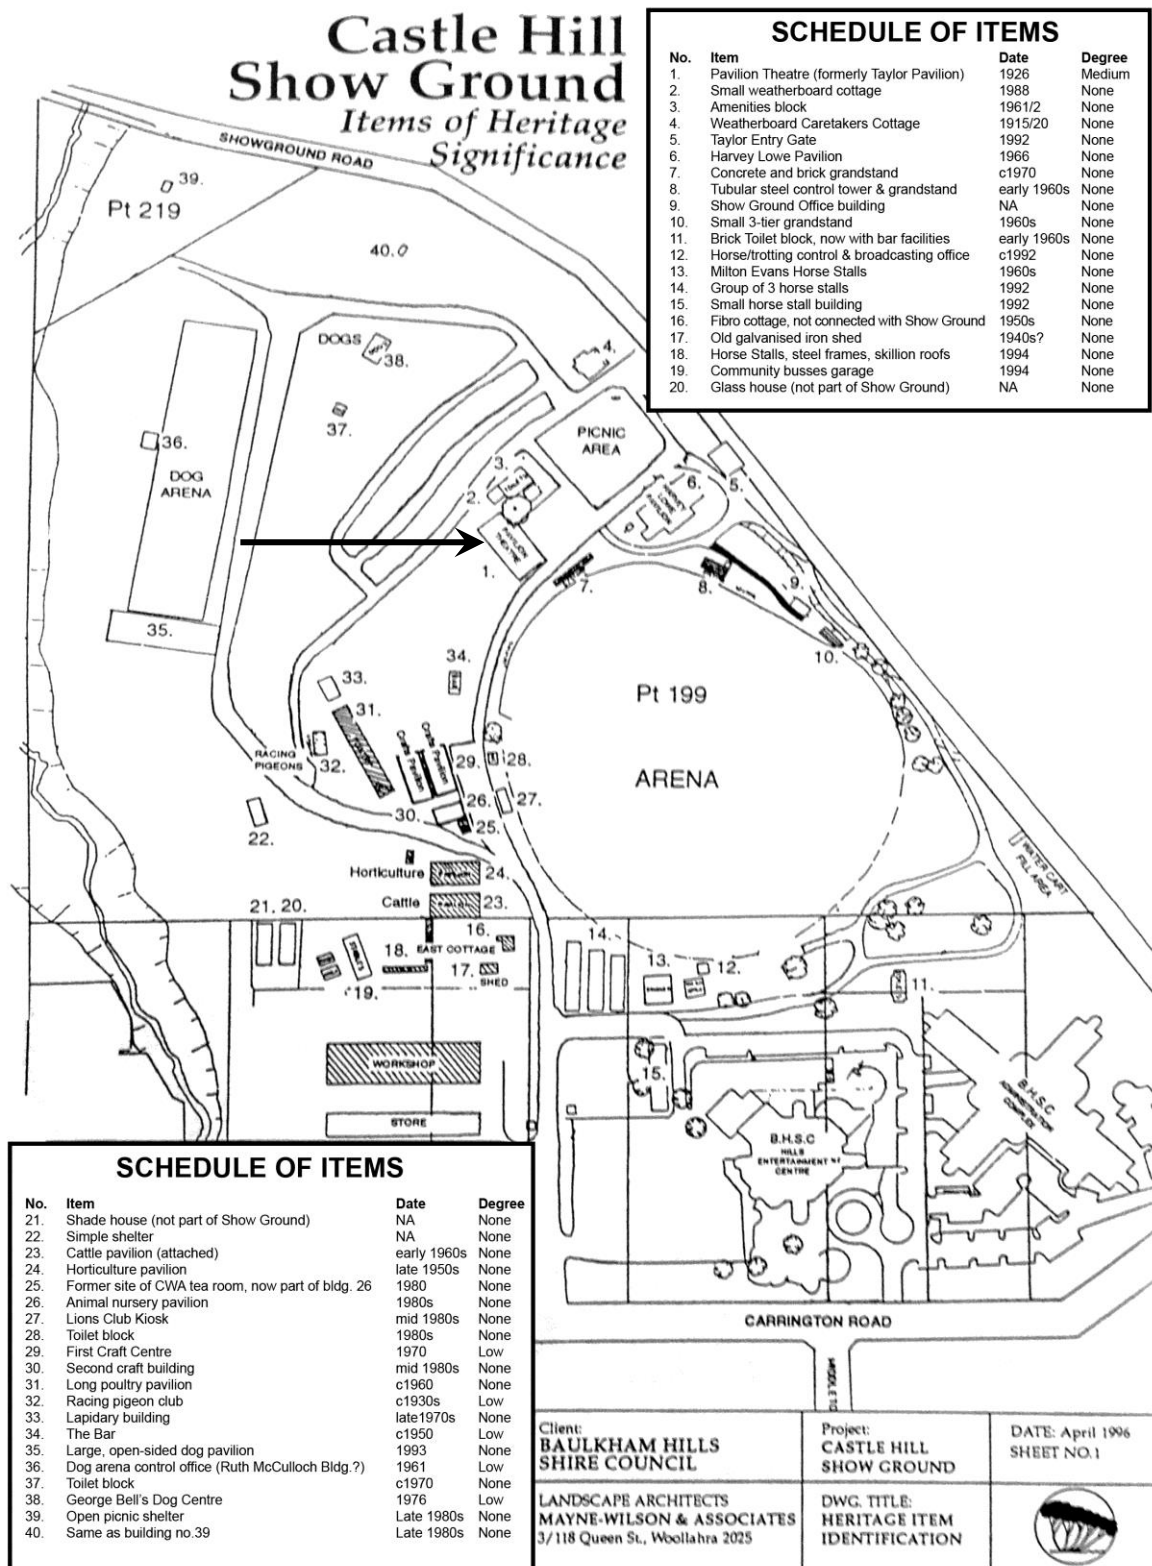 Castle Hill
Show Ground
Items of Heritage
Significance
SCHEDULE OF ITEMS
No. Item Date Degree
1. Pavilion Theatre (formerly Taylor Pavilion) 1926 Medium
2. Small weatherboard cottage 1988 None
3. Amenities block 1961/2 None
4. Weatherboard Caretakers Cottage 1915/20 None
5. Taylor Entry Gate 1992 None
6. Harvey Lowe Pavilion 1966 None
7. Concrete and brick grandstand c1970 None
8. Tubular steel control tower & grandstand early 1960s None
9. Show Ground Office building NA None
10. Small 3-tier grandstand 1960s None
11. Brick Toilet block, now with bar facilities early 1960s None
12. Horse/trotting control & broadcasting office c1992 None
13. Milton Evans Horse Stalls 1960s None
14. Group of 3 horse stalls 1992 None
15. Small horse stall building 1992 None
16. Fibro cottage, not connected with Show Ground 1950s None
17. Old galvanised iron shed 1940s? None
18. Horse Stalls, steel frames, skillion roofs 1994 None
19. Community busses garage 1994 None
20. Glass house (not part of Show Ground) NA None
SHOWGROUND ROAD
39.
Pt 219
40.
DOGS
38.
4.
37.
PICNIC
AREA
36.
DOG
ARENA
3.
2.
6.
5.
HARVEY
LOWE
PAVILION
PAVILION
THEATRE
1.
7.
8.
9.
35.
10.
34.
33.
31.
Pt 199
ARENA
RACING
PIGEONS
32.
Crafts Pavilion
Crafts Pavilion
29.
28.
26.
27.
30.
25.
22.
WATER CART
FILL AREA
Horticulture
24.
Cattle
23.
21. 20.
16.
EAST COTTAGE
18.
17.
SHED
19.
STABLES
14.
13.
12.
11.
WORKSHOP
STORE
15.
B.H.S.C
ADMINISTRATION
COMPLEX
B.H.S.C
HILLS
ENTERTAINMENT
CENTRE
CARRINGTON ROAD
SCHEDULE OF ITEMS
No. Item Date Degree
21. Shade house (not part of Show Ground) NA None
22. Simple shelter NA None
23. Cattle pavilion (attached) early 1960s None
24. Horticulture pavilion late 1950s None
25. Former site of CWA tea room, now part of bldg. 26 1980 None
26. Animal nursery pavilion 1980s None
27. Lions Club Kiosk mid 1980s None
28. Toilet block 1980s None
29. First Craft Centre 1970 Low
30. Second craft building mid 1980s None
31. Long poultry pavilion c1960 None
32. Racing pigeon club c1930s Low
33. Lapidary building late1970s None
34. The Bar c1950 Low
35. Large, open-sided dog pavilion 1993 None
36. Dog arena control office (Ruth McCulloch Bldg.?) 1961 Low
37. Toilet block c1970 None
38. George Bell's Dog Centre 1976 Low
39. Open picnic shelter Late 1980s None
40. Same as building no.39 Late 1980s None
Client:
BAULKHAM HILLS
SHIRE COUNCIL
Project:
CASTLE HILL
SHOW GROUND
DATE: April 1996
SHEET NO.1
LANDSCAPE ARCHITECTS
MAYNE-WILSON & ASSOCIATES
3/118 Queen St., Woollahra 2025
DWG. TITLE:
HERITAGE ITEM
IDENTIFICATION